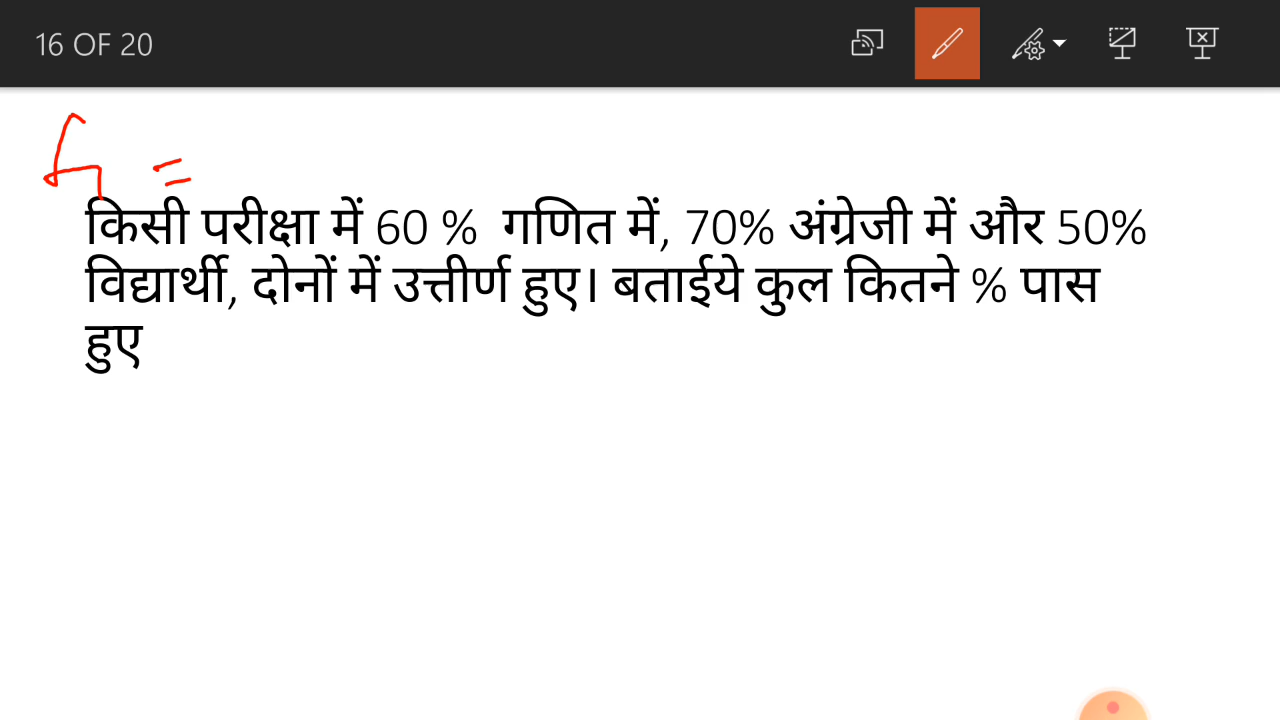 16 OF 20
किसी परीक्षा में 60 % गणित में, 70% अंग्रेजी में और 50%
विद्यार्थी, दोनों में उत्तीर्ण हुए। बताईये कुल कितने % पास
हुए